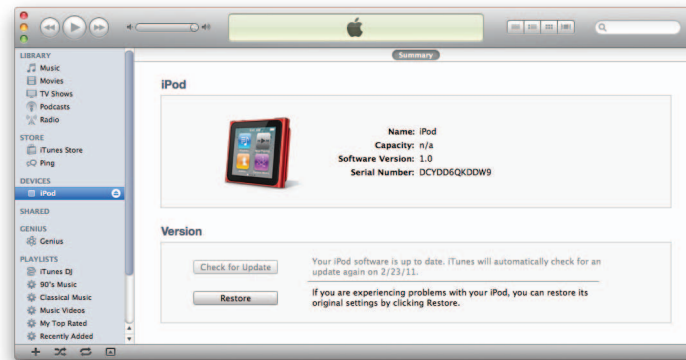 Summary
LIBRARY
Music
Movies
TV Shows
Podcasts
Radio
STORE
iTunes Store
Ping
DEVICES
iPod
SHARED
GENIUS
Genius
PLAYLISTS
iTunes DJ
90's Music
Classical Music
Music Videos
My Top Rated
Recently Added
iPod
Name: iPod
Capacity: n/a
Software Version: 1.0
Serial Number: DCYDD6QKDDW9
Version
Check for Update
Your iPod software is up to date. iTunes will automatically check for an
update again on 2/23/11.
Restore
If you are experiencing problems with your iPod, you can restore its
original settings by clicking Restore.